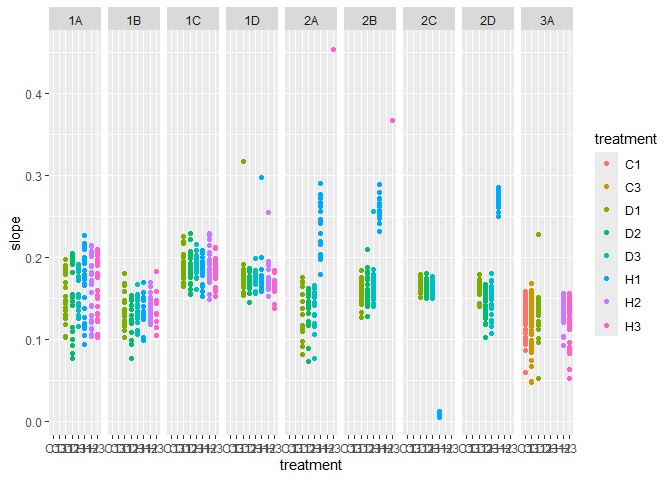 1A 1B 1C 1D 2A 2B 2C 2D 3A
0.4
0.3
0.2
0.1
0.0
slope
treatment
treatment
C1
C3
D1
D2
D3
H1
H2
H3